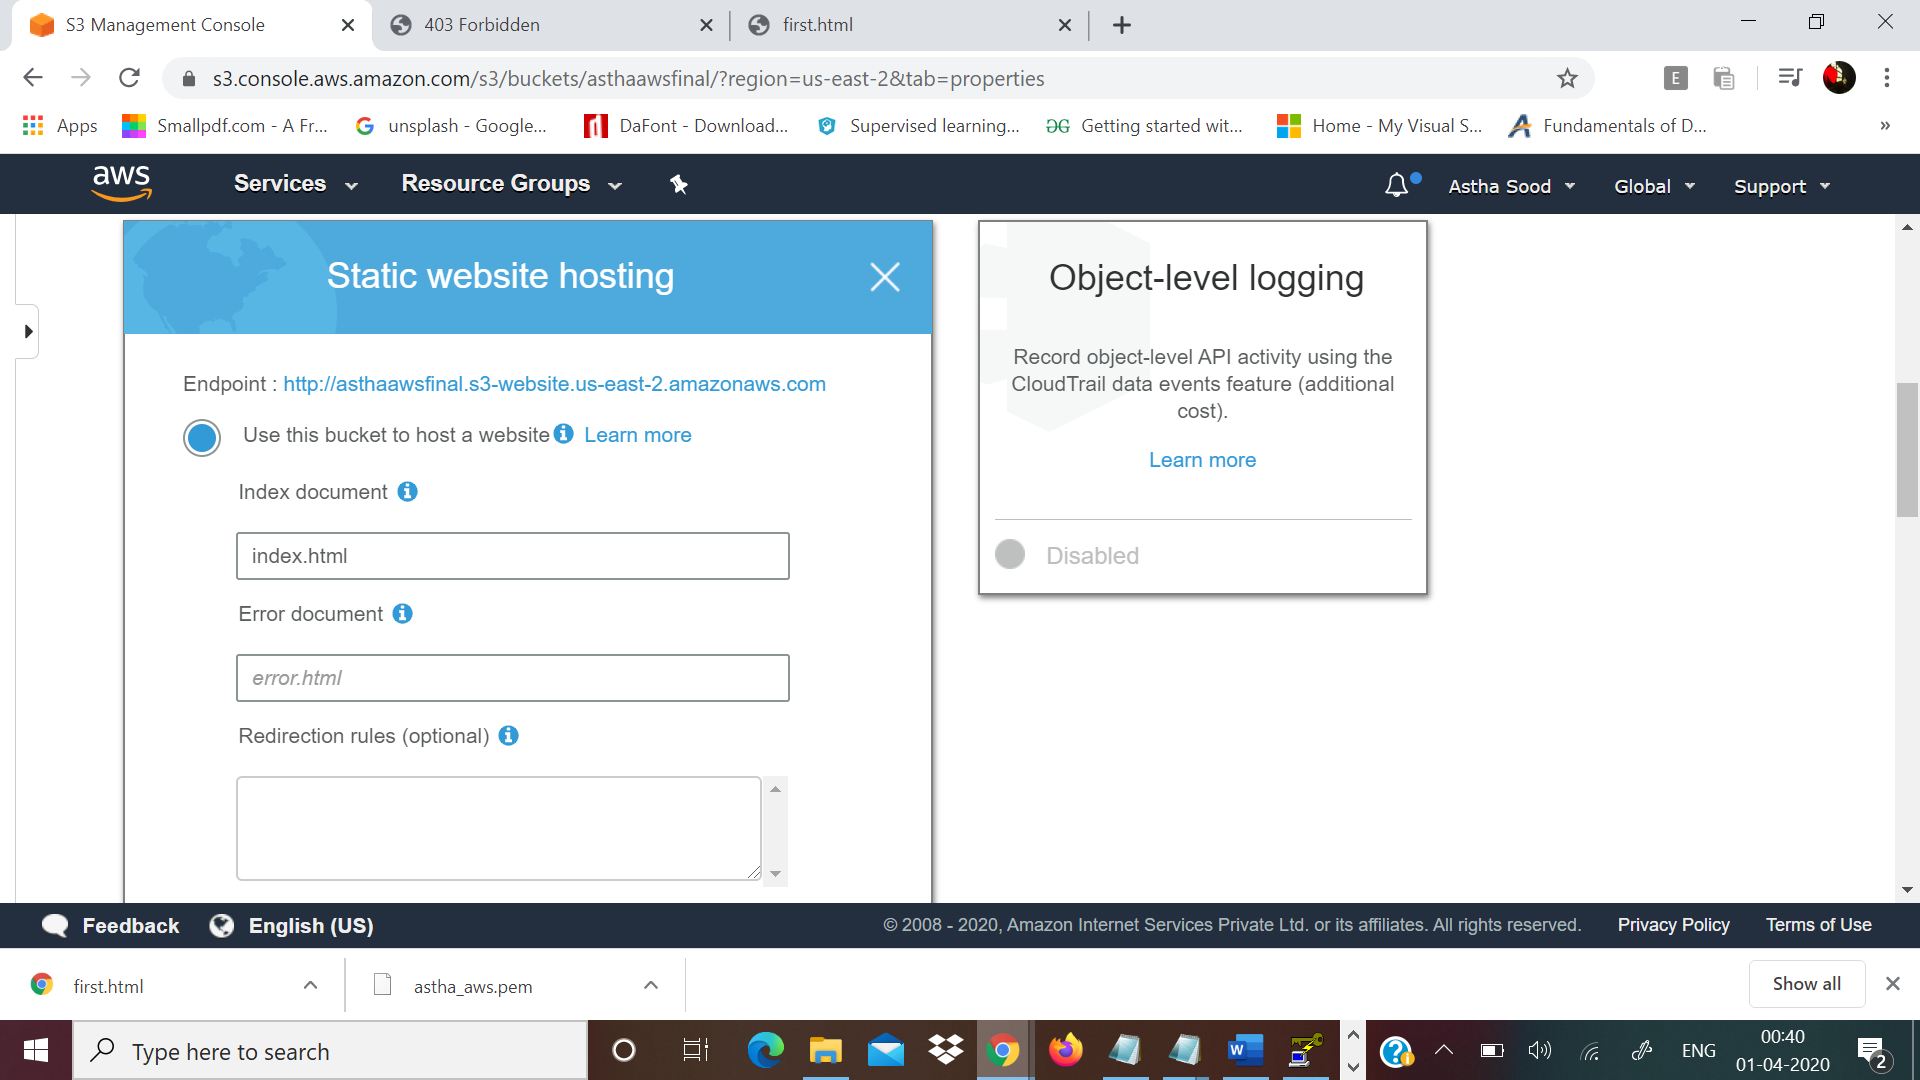 S3 Management Console
403 Forbidden
first.html
s3.console.aws.amazon.com/s3/buckets/asthaawsfinal/?region=us-east-2&tab=properties
E
Apps
Smallpdf.com - A Fr...
unsplash - Google...
DaFont - Download...
Supervised learning...
Getting started wit...
Home - My Visual S...
Fundamentals of D...
»
aws
Services
Resource Groups
Astha Sood
Global
Support
Static website hosting
Endpoint : http://asthaawsfinal.s3-website.us-east-2.amazonaws.com
Use this bucket to host a website Learn more
Index document
index.html
Error document
error.html
Redirection rules (optional)
Object-level logging
Record object-level API activity using the
CloudTrail data events feature (additional
cost).
Learn more
Disabled
Feedback
English (US)
© 2008 - 2020, Amazon Internet Services Private Ltd. or its affiliates. All rights reserved.
Privacy Policy
Terms of Use
first.html
astha_aws.pem
Show all
Type here to search
ENG
00:40
01-04-2020
2